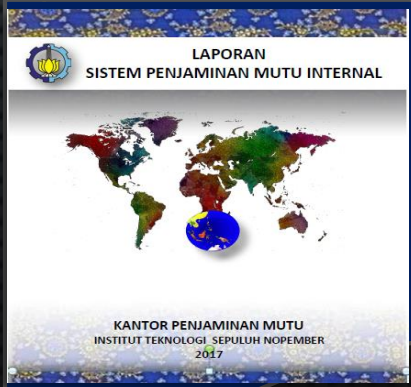 LAPORAN
SISTEM PENJAMINAN MUTU INTERNAL
KANTOR PENJAMINAN MUTU
INSTITUT TEKNOLOGI SEPULUH NOPEMBER
2017